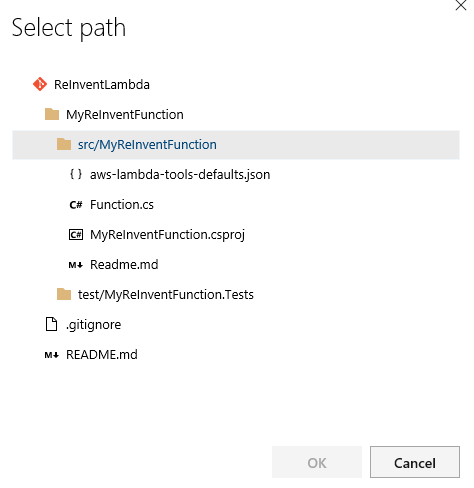 Select path
ReInventLambda
MyReInventFunction
src/MyReInventFunction
{ } aws-lambda-tools-defaults.json
C# Function.cs
C# MyReInventFunction.csproj
M↓ Readme.md
test/MyReInventFunction.Tests
.gitignore
M↓ README.md
OK Cancel